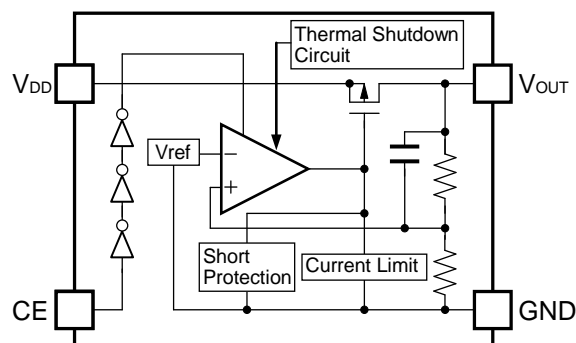 Thermal Shutdown
Circuit
VDD
VOUT
Vref
−
+
Short
Protection
Current Limit
CE
GND